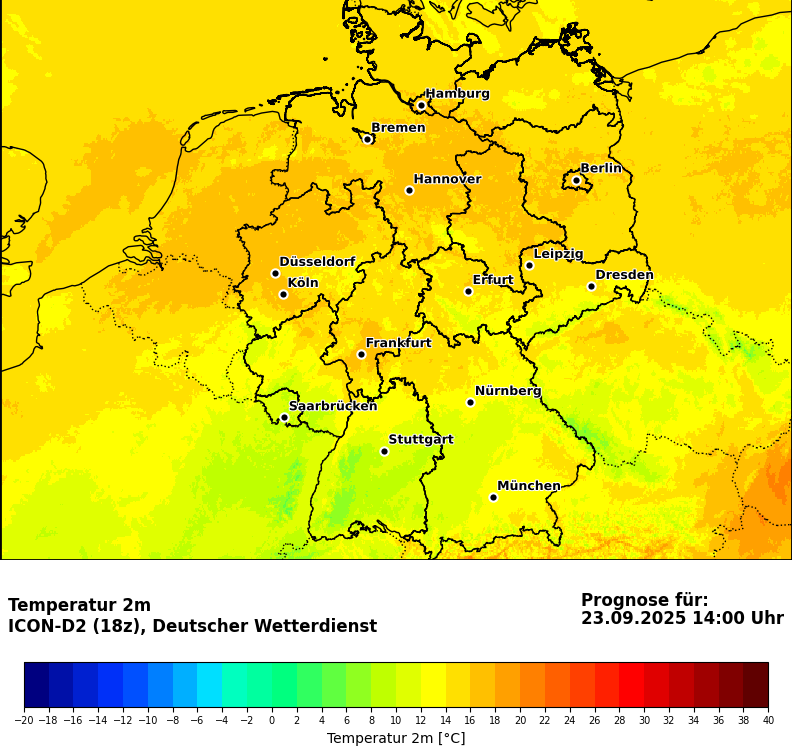 Hamburg
Bremen
Berlin
Hannover
Leipzig
Düsseldorf
Dresden
Köln
Erfurt
Frankfurt
Nürnberg
Saarbrücken
Stuttgart
München
Temperatur 2m
ICON-D2 (18z), Deutscher Wetterdienst
Prognose für:
23.09.2025 14:00 Uhr
−20 −18 −16 −14 −12 −10 −8 −6 −4 −2 0 2 4 6 8 10 12 14 16 18 20 22 24 26 28 30 32 34 36 38 40
Temperatur 2m [°C]